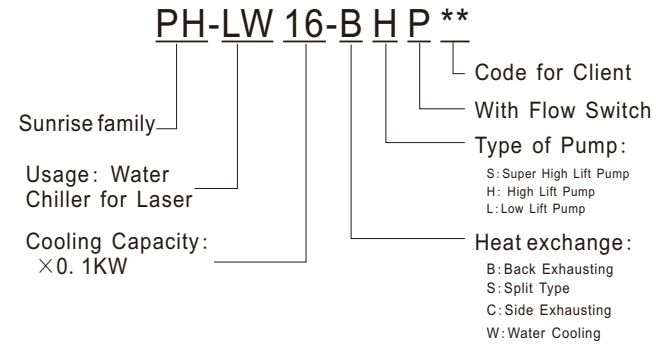 PH-LW 16-B H P **
Code for Client
With Flow Switch
Sunrise family
Type of Pump:
S:Super High Lift Pump
H: High Lift Pump
L:Low Lift Pump
Usage: Water
Chiller for Laser
Cooling Capacity:
×0. 1KW
Heat exchange:
B:Back Exhausting
S:Split Type
C:Side Exhausting
W:Water Cooling